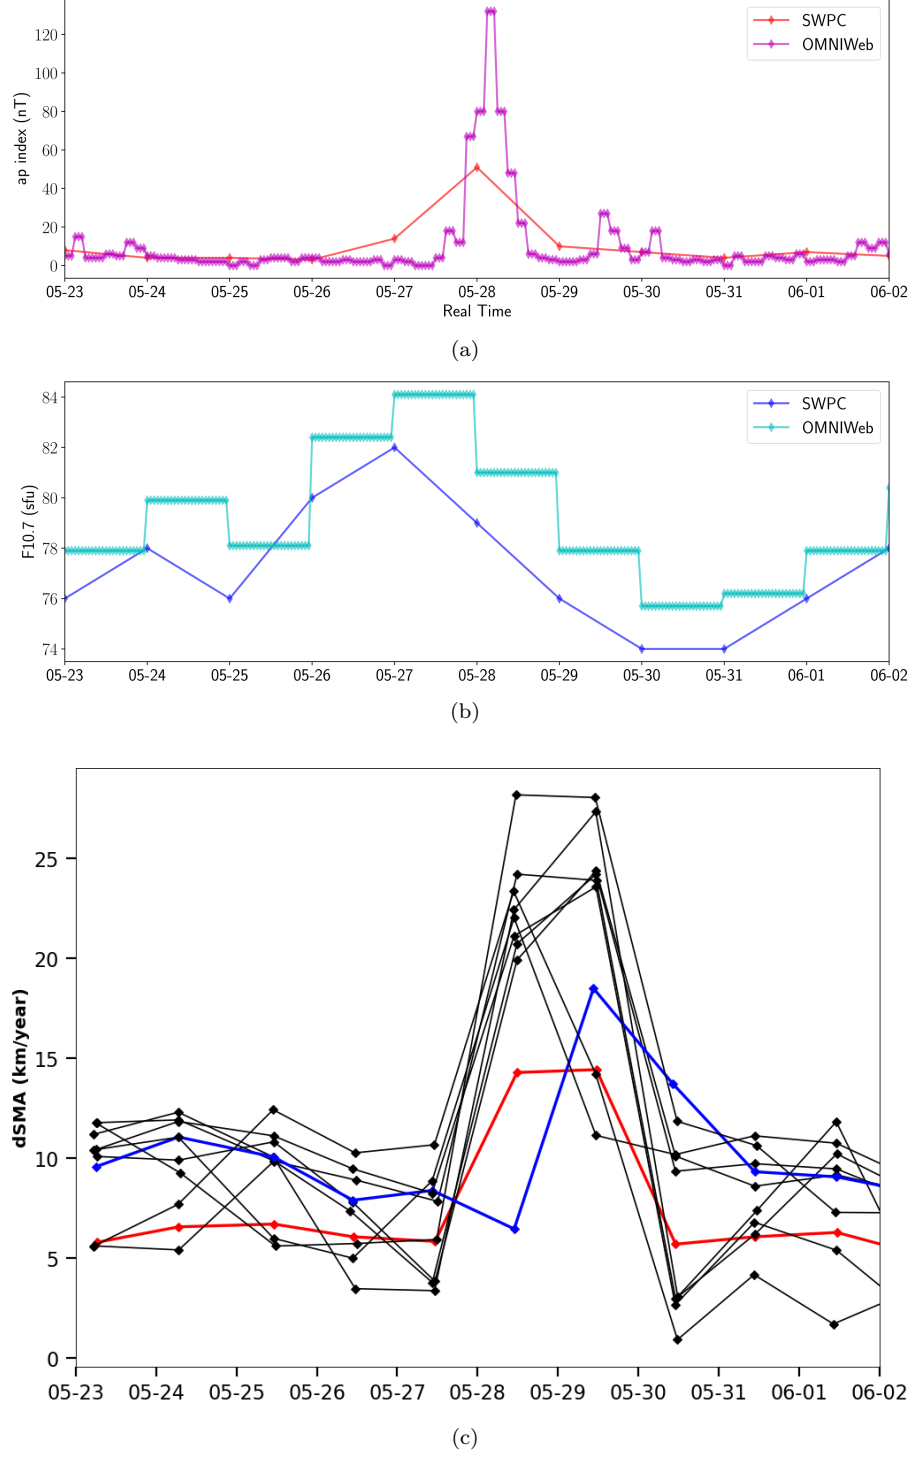 120
100
80
60
40
20
0
ap index (nT)
SWPC
OMNIWeb
05-23 05-24 05-25 05-26 05-27 05-28 05-29 05-30 05-31 06-01 06-02
Real Time
(a)
84
82
80
78
76
74
F10.7 (sfu)
SWPC
OMNIWeb
05-23 05-24 05-25 05-26 05-27 05-28 05-29 05-30 05-31 06-01 06-02
(b)
25
20
15
10
5
0
dSMA (km/year)
05-23 05-24 05-25 05-26 05-27 05-28 05-29 05-30 05-31 06-01 06-02
(c)